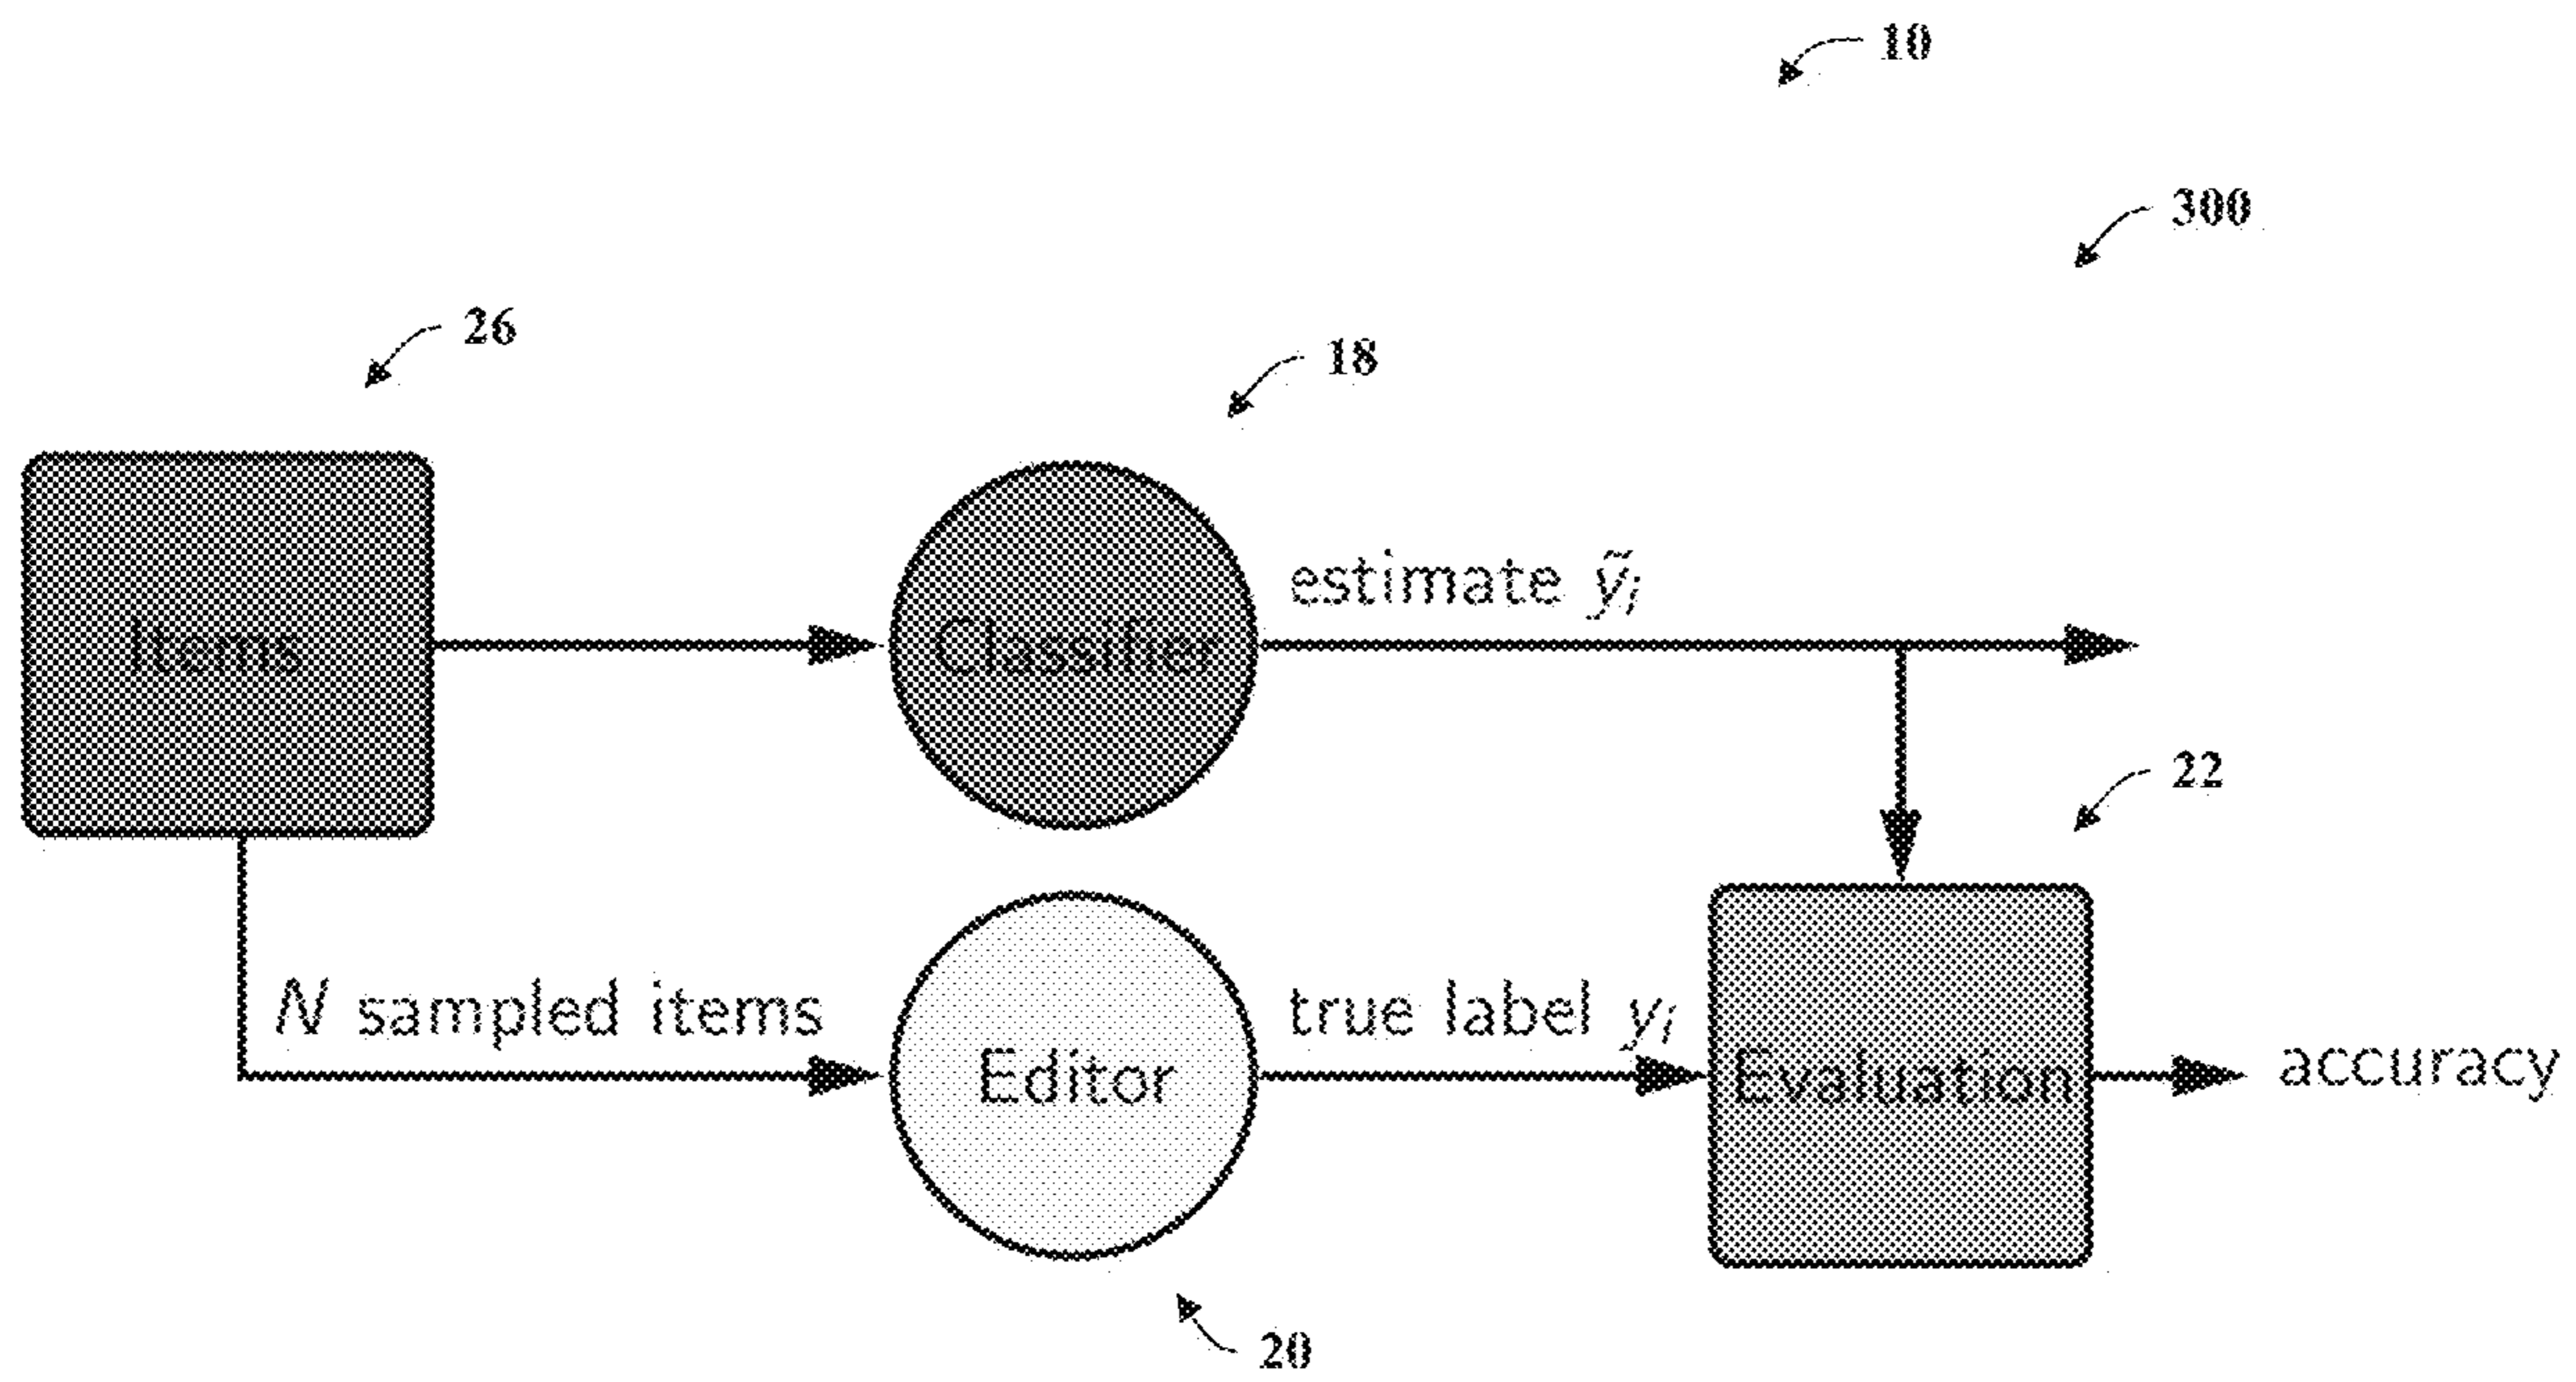 10
300
26
18
estimate ỹᵢ
Items
Classifier
22
N sampled items
true label yᵢ
Editor
Evaluation
accuracy
20